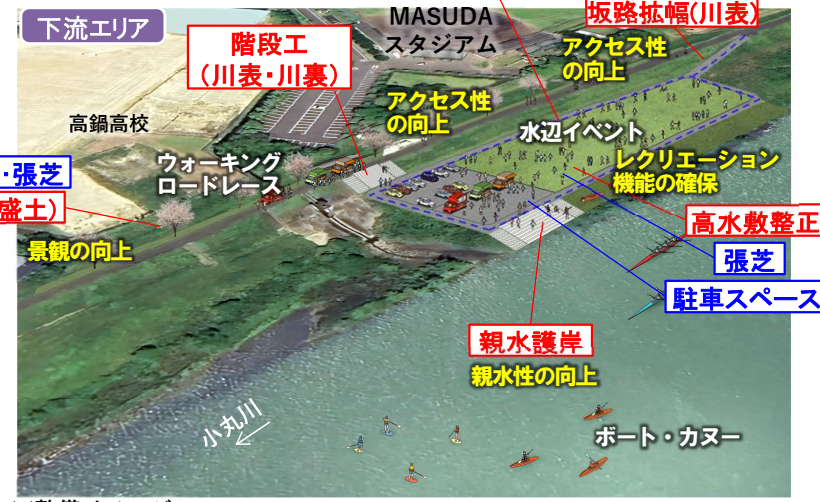 下流エリア
MASUDA
スタジアム
坂路拡幅(川表)
階段工
(川表・川裏)
アクセス性
の向上
アクセス性
の向上
高鍋高校
水辺イベント
ウォーキング
ロードレース
レクリエーション
機能の確保
・張芝
盛土)
高水敷整正
景観の向上
張芝
駐車スペース
親水護岸
親水性の向上
小丸川
ボート・カヌー